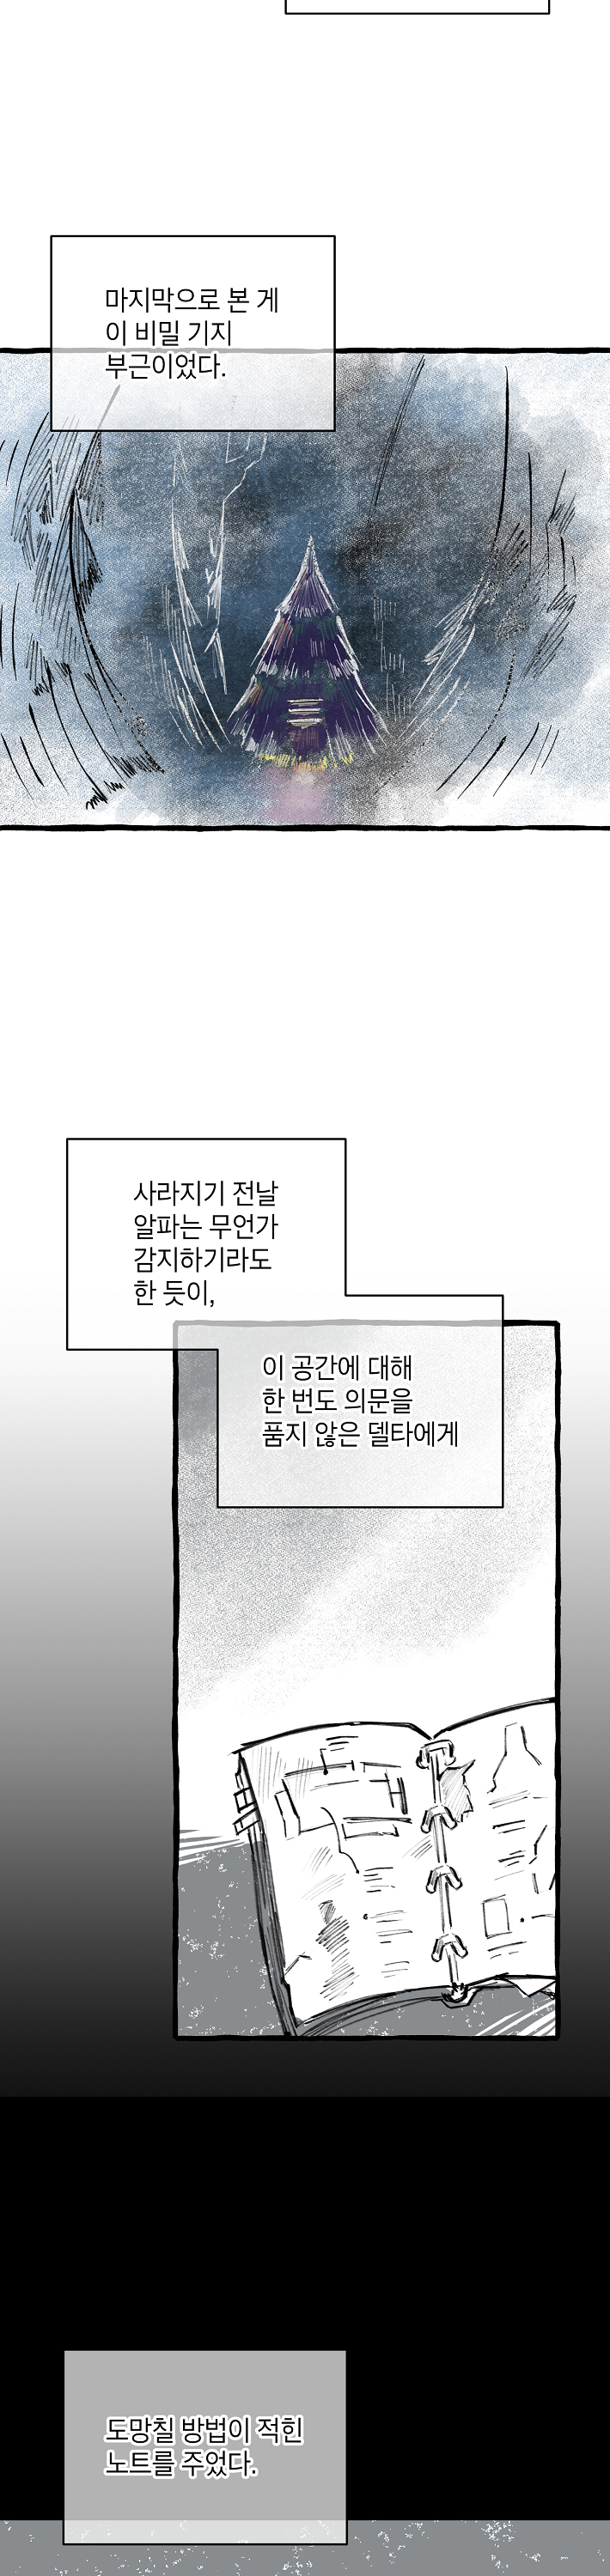 마지막으로 본 게
이 비밀 기지
부근이었다.
사라지기 전날
알파는 무언가
감지하기라도
한 듯이,
이 공간에 대해
한 번도 의문을
품지 않은 델타에게
도망칠 방법이 적힌
노트를 주었다.